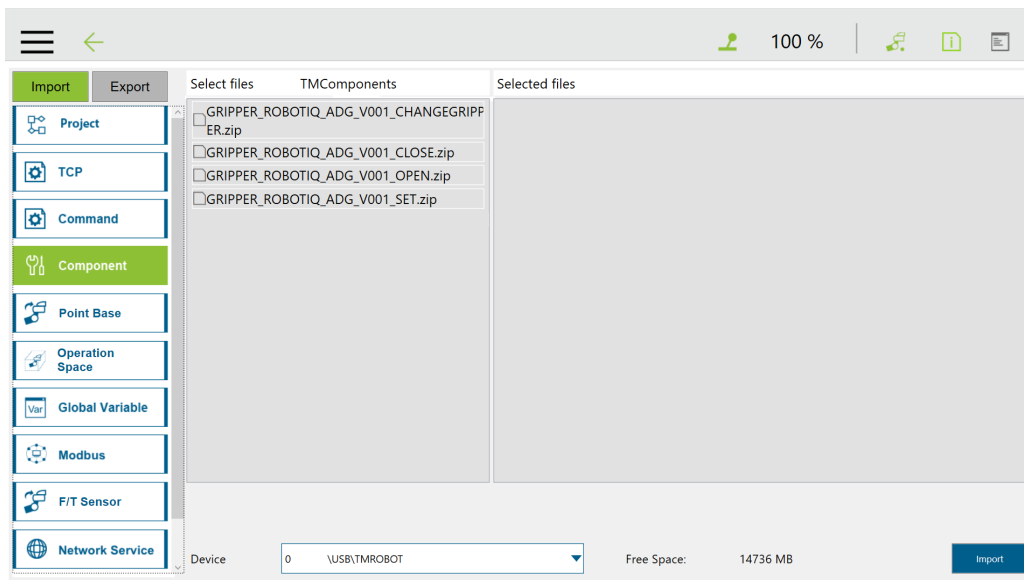 100 %
Import Export
Select files TMComponents Selected files
Project
TCP
Command
Component
Point Base
Operation
Space
Var Global Variable
Modbus
F/T Sensor
Network Service
GRIPPER_ROBOTIQ_ADG_V001_CHANGEGRIPP
ER.zip
GRIPPER_ROBOTIQ_ADG_V001_CLOSE.zip
GRIPPER_ROBOTIQ_ADG_V001_OPEN.zip
GRIPPER_ROBOTIQ_ADG_V001_SET.zip
Device 0 \USB\TMROBOT Free Space: 14736 MB Import